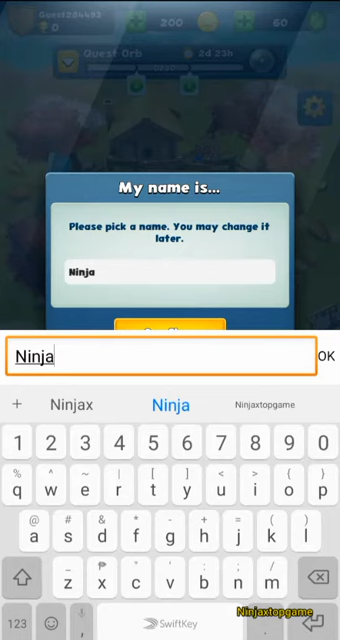 Guest204493
200
60
0
Quest Orb
2d 23h
My name is...
Please pick a name. You may change it
later.
Ninja
Ninja
OK
+ Ninjax Ninja Ninjaxtopgame
1 2 3 4 5 6 7 8 9 0
% ^ ~ | [ ] < > { }
q w e r t y u i o p
@ # & * - + = ( )
a s d f g h j k l
_ ₱ " ' : ; /
z x c v b n m
123 , SwiftKey
Ninjaxtopgame